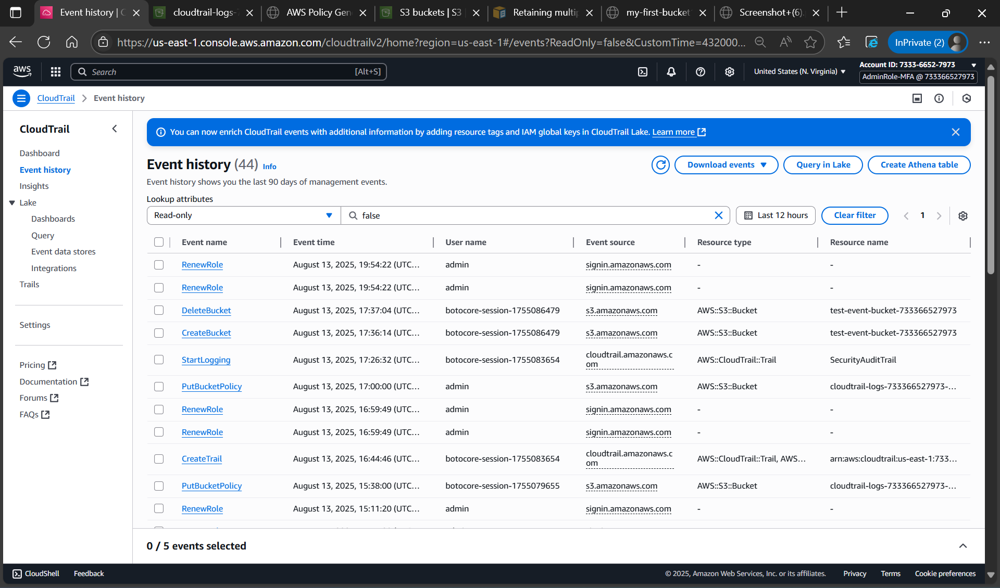 Event history | C
cloudtrail-logs-
AWS Policy Gen
S3 buckets | S3
Retaining multip
my-first-bucket
Screenshot+(6).
https://us-east-1.console.aws.amazon.com/cloudtrailv2/home?region=us-east-1#/events?ReadOnly=false&CustomTime=432000...
InPrivate (2)
aws
Search
[Alt+S]
United States (N. Virginia)
Account ID: 7333-6652-7973
AdminRole-MFA @ 733366527973
CloudTrail
Event history
CloudTrail
Dashboard
Event history
Insights
Lake
Dashboards
Query
Event data stores
Integrations
Trails
Settings
Pricing
Documentation
Forums
FAQs
You can now enrich CloudTrail events with additional information by adding resource tags and IAM global keys in CloudTrail Lake. Learn more
Event history (44) Info
Download events
Query in Lake
Create Athena table
Event history shows you the last 90 days of management events.
Lookup attributes
Read-only
false
Last 12 hours
Clear filter
1
Event name Event time User name Event source Resource type Resource name
RenewRole August 13, 2025, 19:54:22 (UTC... admin signin.amazonaws.com - -
RenewRole August 13, 2025, 19:54:22 (UTC... admin signin.amazonaws.com - -
DeleteBucket August 13, 2025, 17:37:04 (UTC... botocore-session-1755086479 s3.amazonaws.com AWS::S3::Bucket test-event-bucket-733366527973
CreateBucket August 13, 2025, 17:36:14 (UTC... botocore-session-1755086479 s3.amazonaws.com AWS::S3::Bucket test-event-bucket-733366527973
StartLogging August 13, 2025, 17:26:32 (UTC... botocore-session-1755083654 cloudtrail.amazonaws.c
om AWS::CloudTrail::Trail SecurityAuditTrail
PutBucketPolicy August 13, 2025, 17:00:00 (UTC... admin s3.amazonaws.com AWS::S3::Bucket cloudtrail-logs-733366527973-...
RenewRole August 13, 2025, 16:59:49 (UTC... admin signin.amazonaws.com - -
RenewRole August 13, 2025, 16:59:49 (UTC... admin signin.amazonaws.com - -
CreateTrail August 13, 2025, 16:44:46 (UTC... botocore-session-1755083654 cloudtrail.amazonaws.c
om AWS::CloudTrail::Trail, AWS... arn:aws:cloudtrail:us-east-1:733...
PutBucketPolicy August 13, 2025, 15:38:00 (UTC... botocore-session-1755079655 s3.amazonaws.com AWS::S3::Bucket cloudtrail-logs-733366527973-...
RenewRole August 13, 2025, 15:11:20 (UTC... admin signin.amazonaws.com - -
0 / 5 events selected
CloudShell
Feedback
© 2025, Amazon Web Services, Inc. or its affiliates.
Privacy
Terms
Cookie preferences